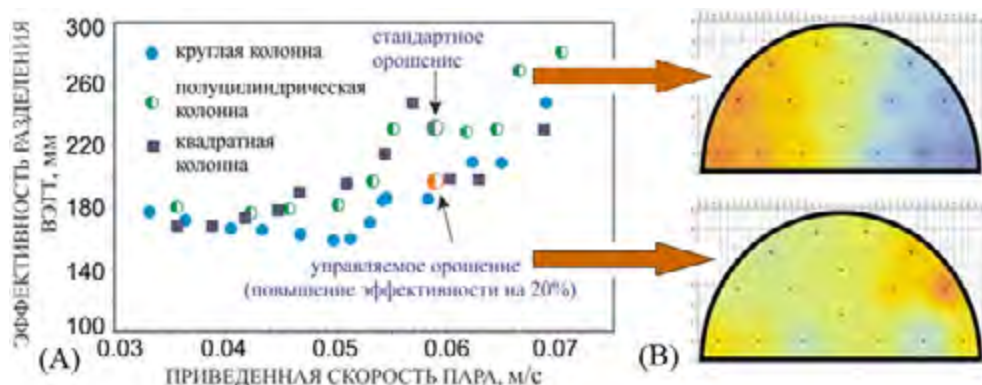 300
260
220
180
140
100
ЭФФЕКТИВНОСТЬ РАЗДЕЛЕНИЯ
ВЭТТ, мм
круглая колонна
полуцилиндрическая
колонна
квадратная
колонна
стандартное
орошение
управляемое орошение
(повышение эффективности на 20%)
(A)
0.03 0.04 0.05 0.06 0.07
ПРИВЕДЕННАЯ СКОРОСТЬ ПАРА, м/с
(B)